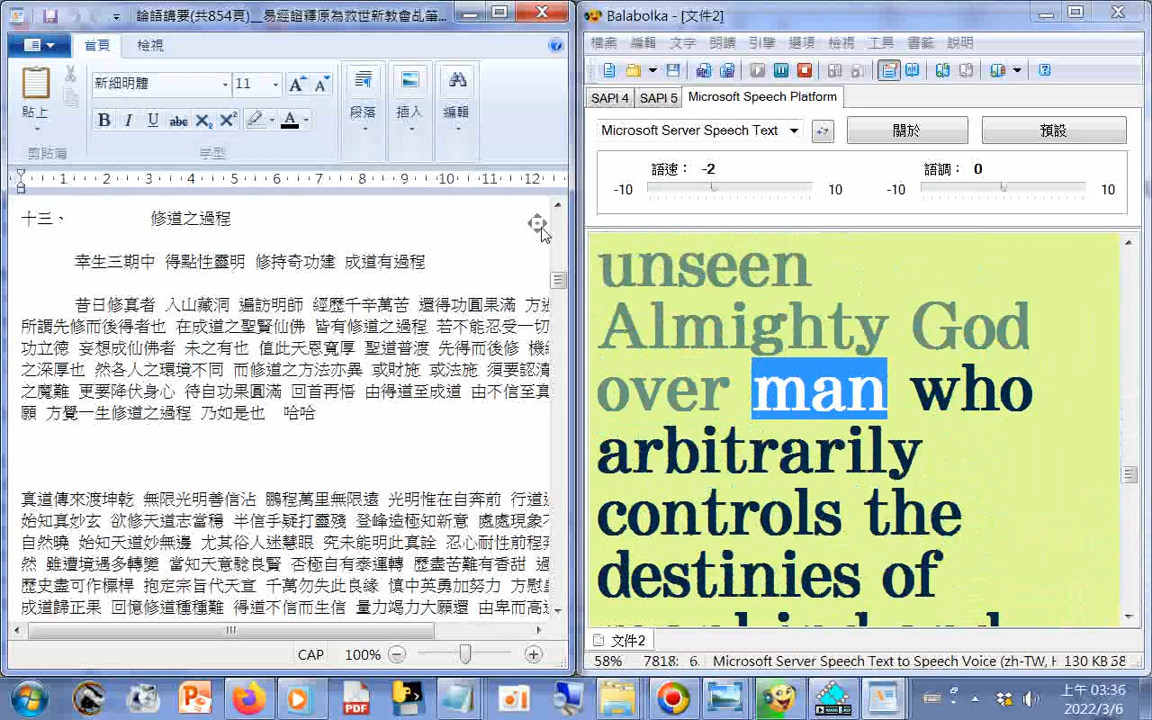 論語講要(共854頁)__易經證釋原為救世新教會乩筆...
首頁 檢視
貼上
剪貼簿
新細明體 11
字型
段落
插入
編輯
1 2 3 4 5 6 7 8 9 10 11 12
十三、 修道之過程
幸生三期中 得點性靈明 修持奇功建 成道有過程
昔日修真者 入山藏洞 遍訪明師 經歷千辛萬苦 還得功圓果滿 方
所謂先修而後得者也 在成道之聖賢仙佛 皆有修道之過程 若不能忍受一切
功立德 妄想成仙佛者 未之有也 值此天恩寬厚 聖道普渡 先得而後修 機
之深厚也 然各人之環境不同 而修道之方法亦異 或財施 或法施 須要認清
之魔難 更要降伏身心 待自功果圓滿 回首再悟 由得道至成道 由不信至真
願 方覺一生修道之過程 乃如是也 哈哈
真道傳來渡坤乾 無限光明善信沾 鵬程萬里無限遠 光明惟在自奔前 行道
始知真妙玄 欲修天道志當穩 半信乎疑打靈殘 登峰造極知新意 處處現象
自然曉 始知天道妙無邊 尤其俗人迷慧眼 究未能明此真詮 忍心耐性前程
然 雖遭境遇多轉變 當知天意驗良賢 否極自有泰運轉 歷盡苦難有香甜
歷史盡可作標桿 抱定宗旨代天宣 千萬勿失此良緣 慎中英勇加努力 方慰
成道歸正果 回憶修道種種難 得道不信而生信 量力竭力大願還 由卑而高
CAP 100%
Balabolka - [文件2]
檔案 編輯 文字 朗讀 引擎 選項 檢視 工具 書籤 說明
SAPI 4 SAPI 5 Microsoft Speech Platform
Microsoft Server Speech Text 關於 預設
語速： -2 語調： 0
-10 10 -10 10
unseen
Almighty God
over man who
arbitrarily
controls the
destinies of
文件2
58% 7818: 6. Microsoft Server Speech Text to Speech Voice (zh-TW, H 130 KB 58
上午 03:36
2022/3/6